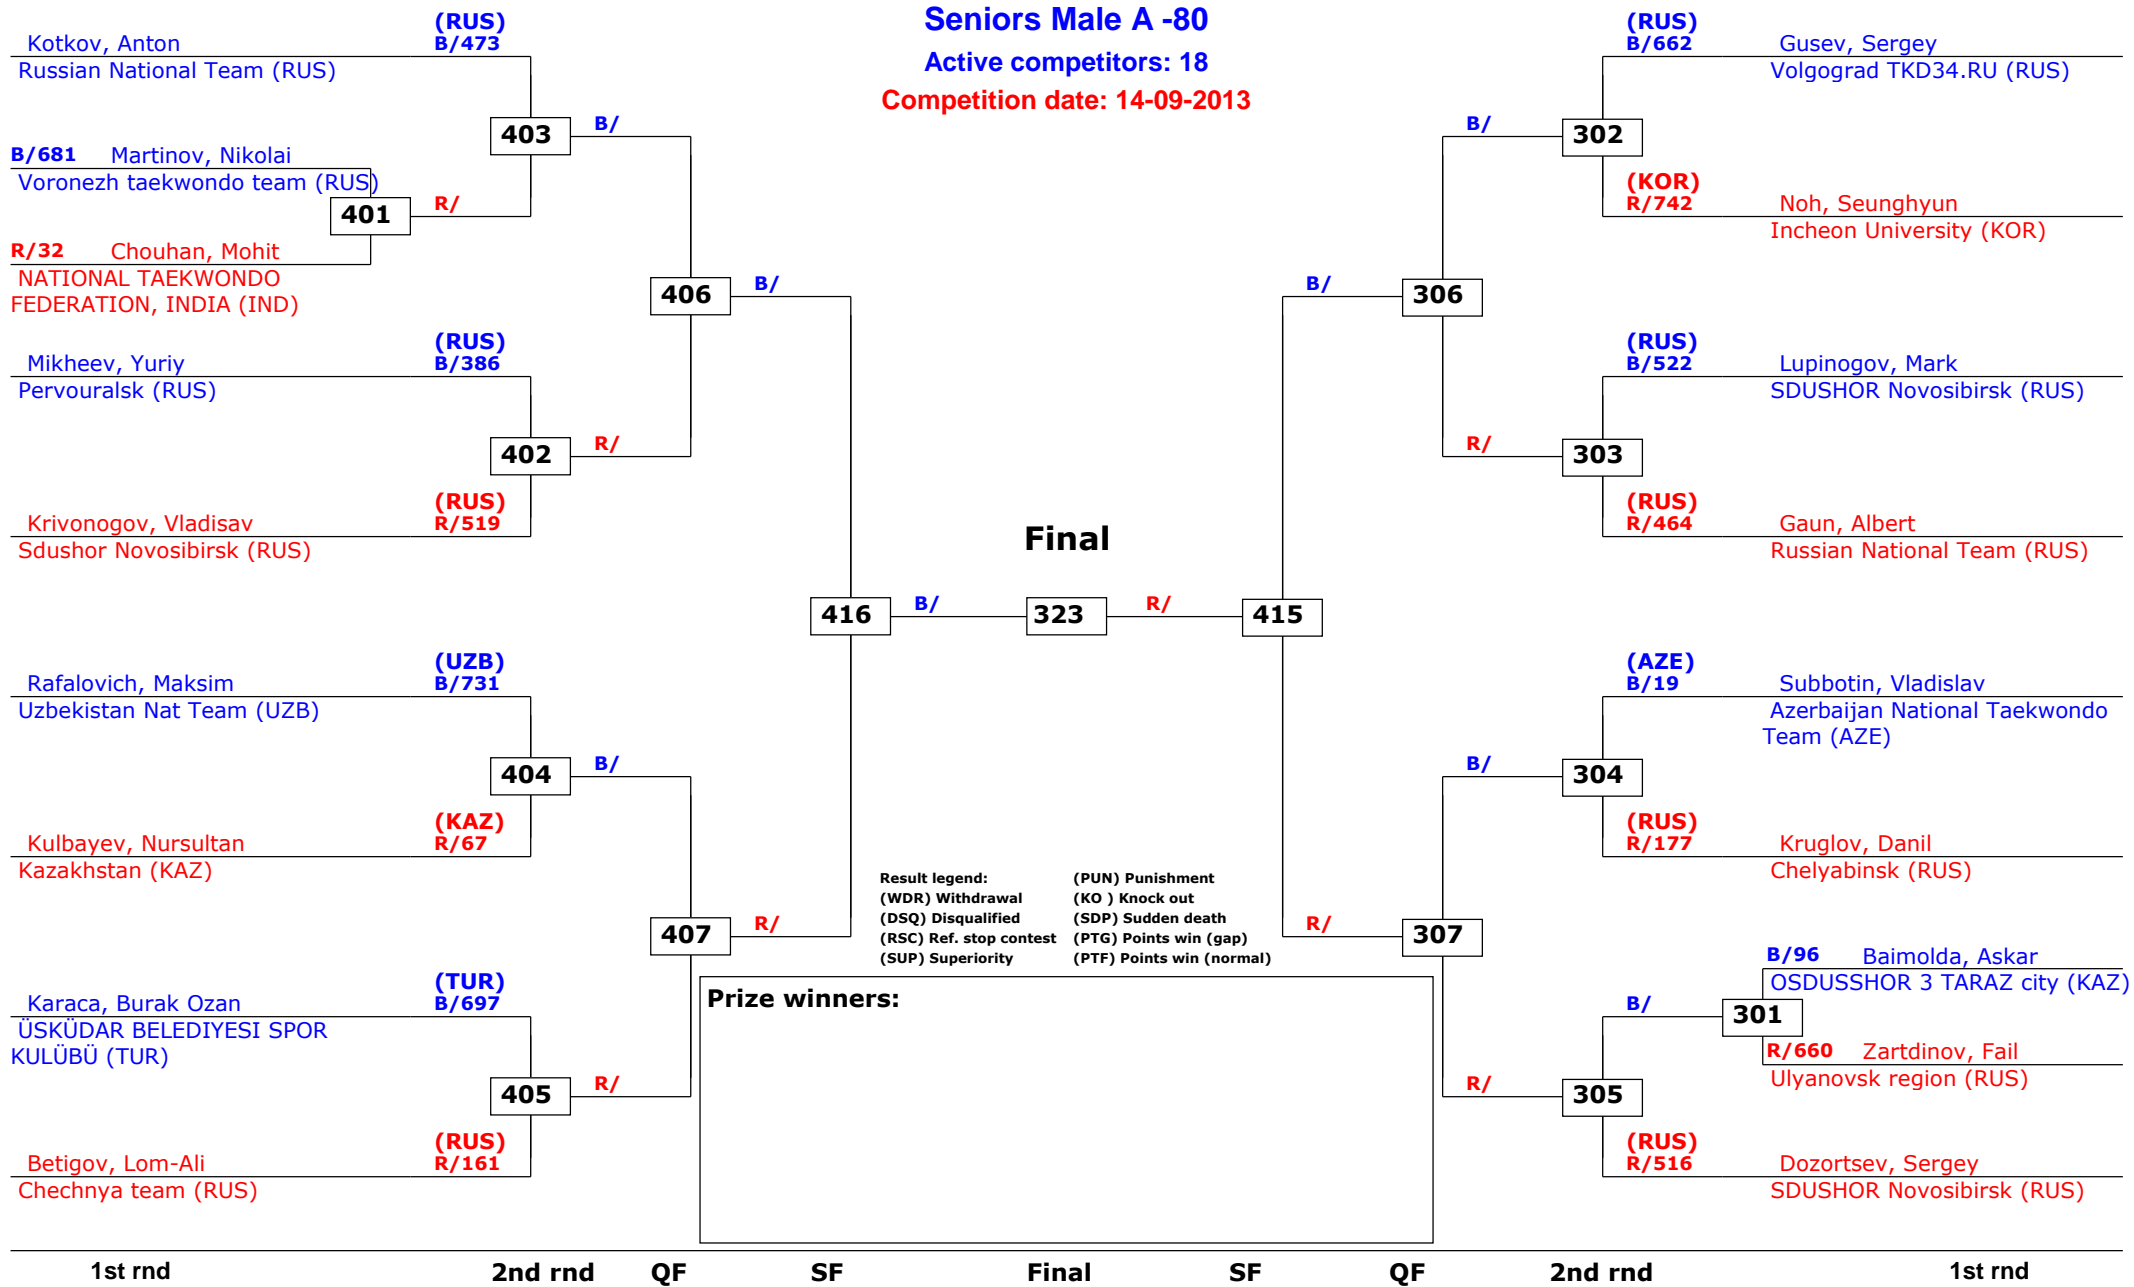 Seniors Male A -80
Active competitors: 18
Competition date: 14-09-2013
Kotkov, Anton
(RUS)
B/473
Russian National Team (RUS)
403
B/
B/681 Martinov, Nikolai
Voronezh taekwondo team (RUS)
401
R/
R/32 Chouhan, Mohit
NATIONAL TAEKWONDO
FEDERATION, INDIA (IND)
406
B/
Mikheev, Yuriy
(RUS)
B/386
Pervouralsk (RUS)
402
R/
Krivonogov, Vladisav
(RUS)
R/519
Sdushor Novosibirsk (RUS)
416
B/
Rafalovich, Maksim
(UZB)
B/731
Uzbekistan Nat Team (UZB)
404
B/
Kulbayev, Nursultan
(KAZ)
R/67
Kazakhstan (KAZ)
407
R/
Karaca, Burak Ozan
(TUR)
B/697
ÜSKÜDAR BELEDIYESI SPOR
KULÜBÜ (TUR)
405
R/
Betigov, Lom-Ali
(RUS)
R/161
Chechnya team (RUS)
Final
323
R/
415
(RUS)
B/662
Gusev, Sergey
Volgograd TKD34.RU (RUS)
B/
302
(KOR)
R/742
Noh, Seunghyun
Incheon University (KOR)
B/
306
(RUS)
B/522
Lupinogov, Mark
SDUSHOR Novosibirsk (RUS)
R/
303
(RUS)
R/464
Gaun, Albert
Russian National Team (RUS)
(AZE)
B/19
Subbotin, Vladislav
Azerbaijan National Taekwondo
Team (AZE)
B/
304
(RUS)
R/177
Kruglov, Danil
Chelyabinsk (RUS)
R/
307
B/96 Baimolda, Askar
OSDUSSHOR 3 TARAZ city (KAZ)
B/
301
R/660 Zartdinov, Fail
Ulyanovsk region (RUS)
R/
305
(RUS)
R/516
Dozortsev, Sergey
SDUSHOR Novosibirsk (RUS)
Result legend: (PUN) Punishment
(WDR) Withdrawal (KO ) Knock out
(DSQ) Disqualified (SDP) Sudden death
(RSC) Ref. stop contest (PTG) Points win (gap)
(SUP) Superiority (PTF) Points win (normal)
Prize winners:
1st rnd 2nd rnd QF SF Final SF QF 2nd rnd 1st rnd